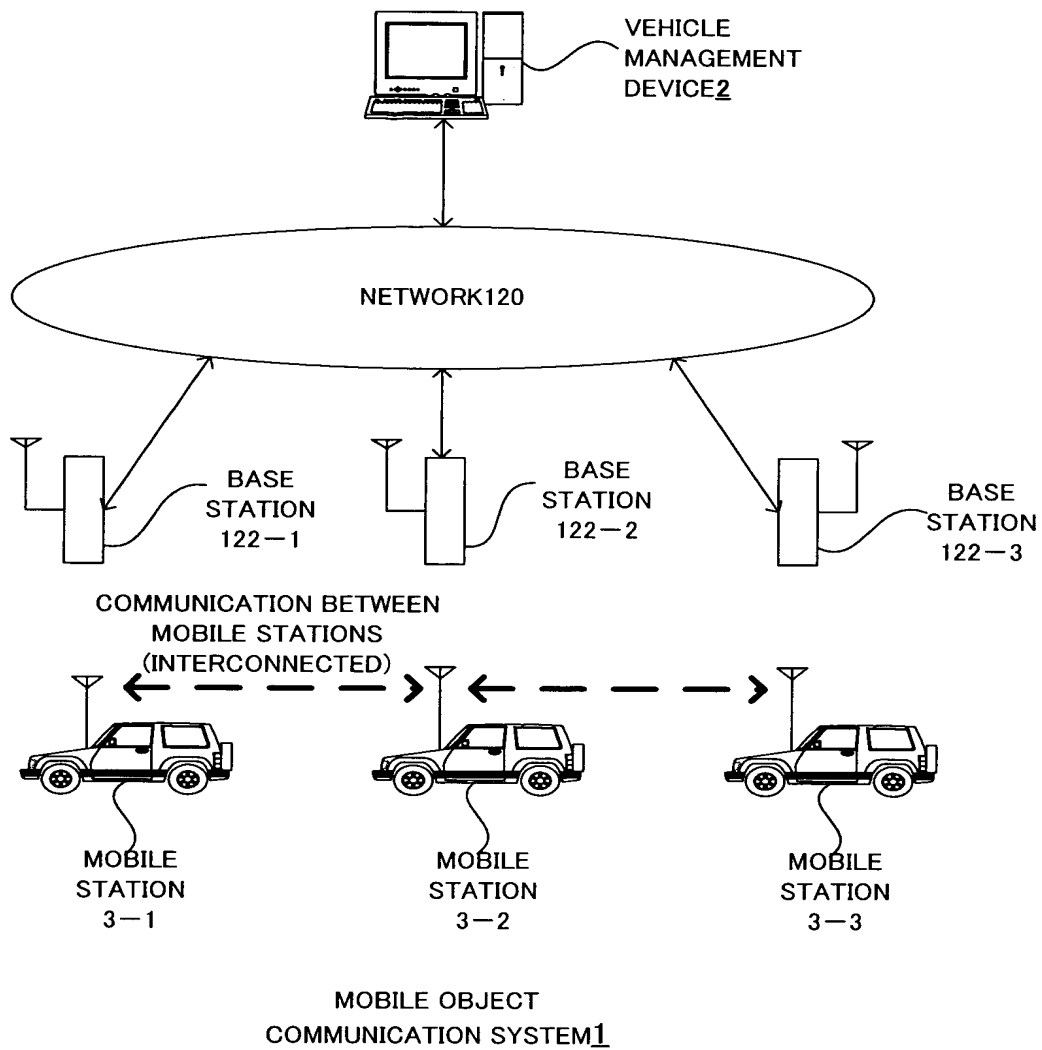 VEHICLE
MANAGEMENT
DEVICE2
NETWORK120
BASE
STATION
122－1
BASE
STATION
122－2
BASE
STATION
122－3
COMMUNICATION BETWEEN
MOBILE STATIONS
(INTERCONNECTED)
MOBILE
STATION
3－1
MOBILE
STATION
3－2
MOBILE
STATION
3－3
MOBILE OBJECT
COMMUNICATION SYSTEM1